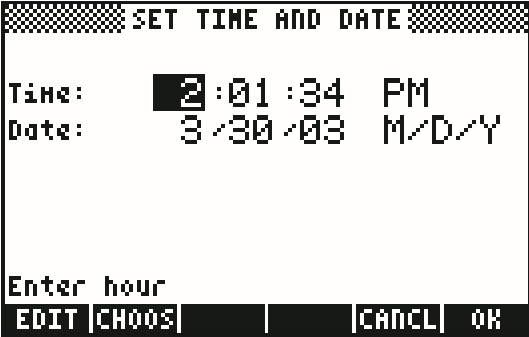 SET TIME AND DATE
Time: 2:01:34 PM
Date: 3/30/03 M/D/Y
Enter hour
EDIT CHOOS CANCL OK